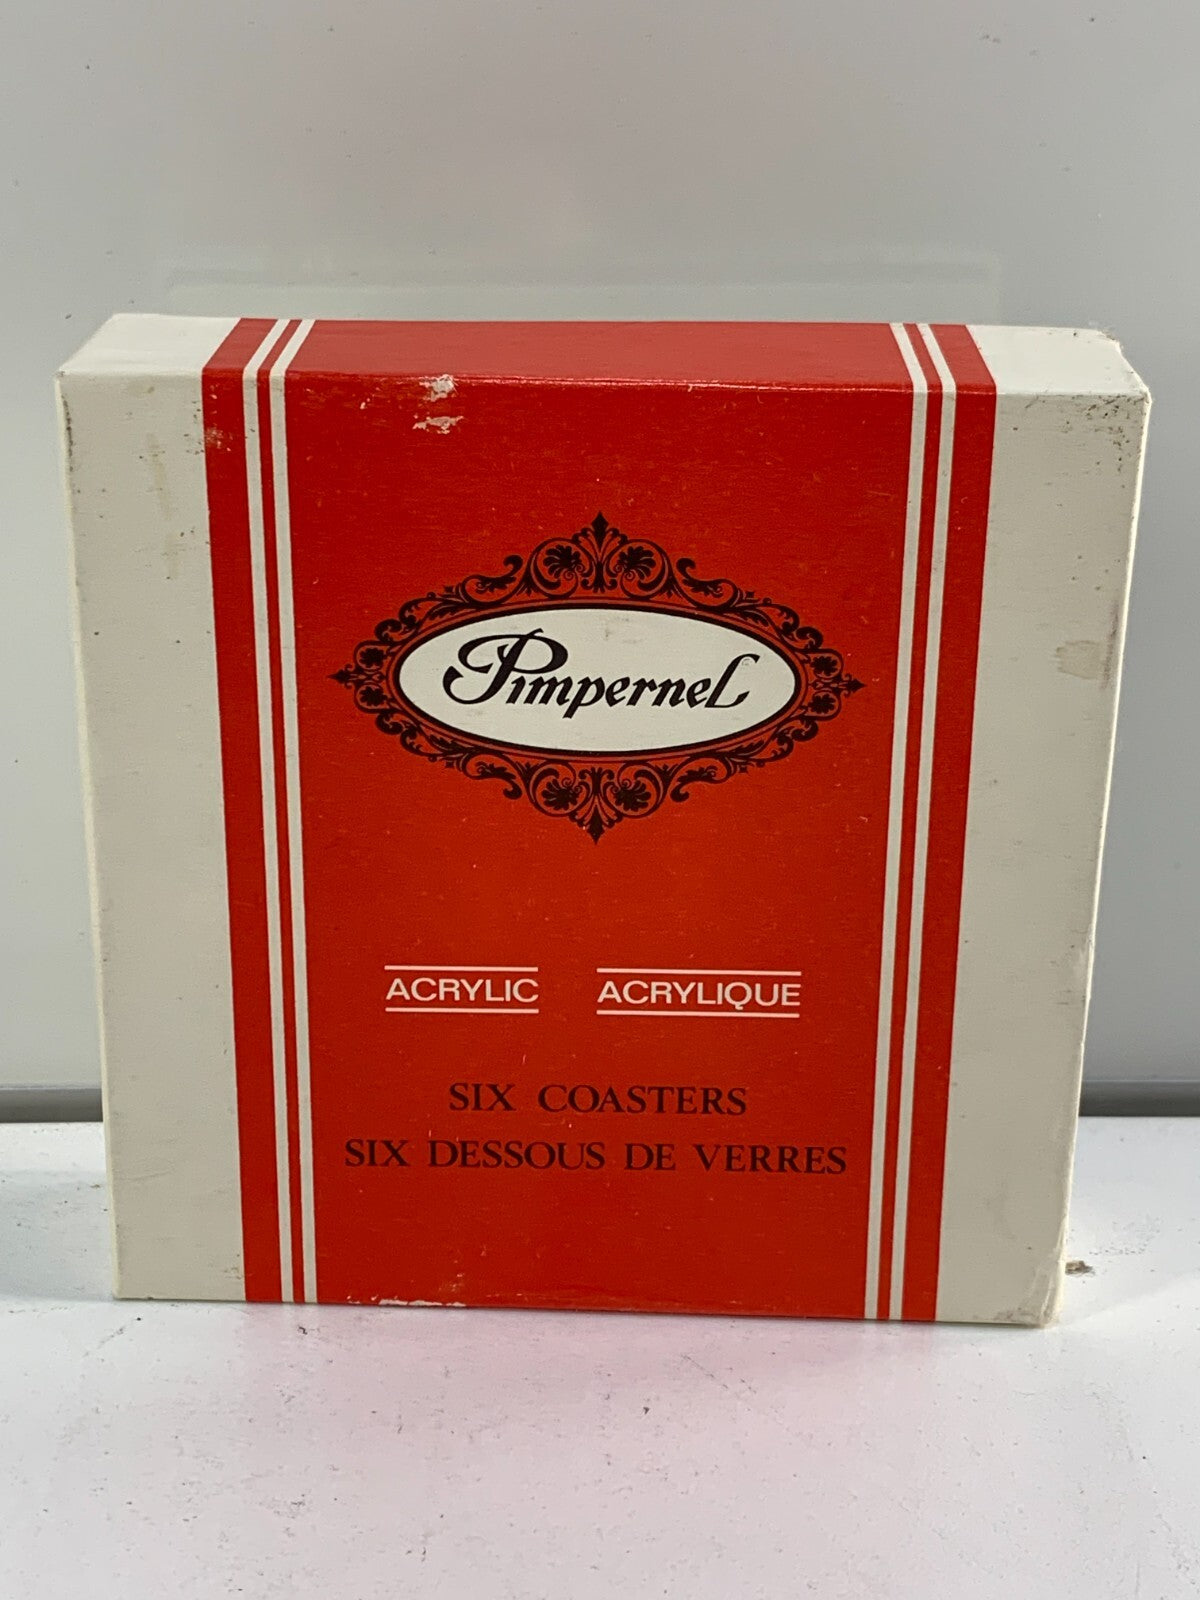 Pimpernel
ACRYLIC ACRYLIQUE
SIX COASTERS
SIX DESSOUS DE VERRES